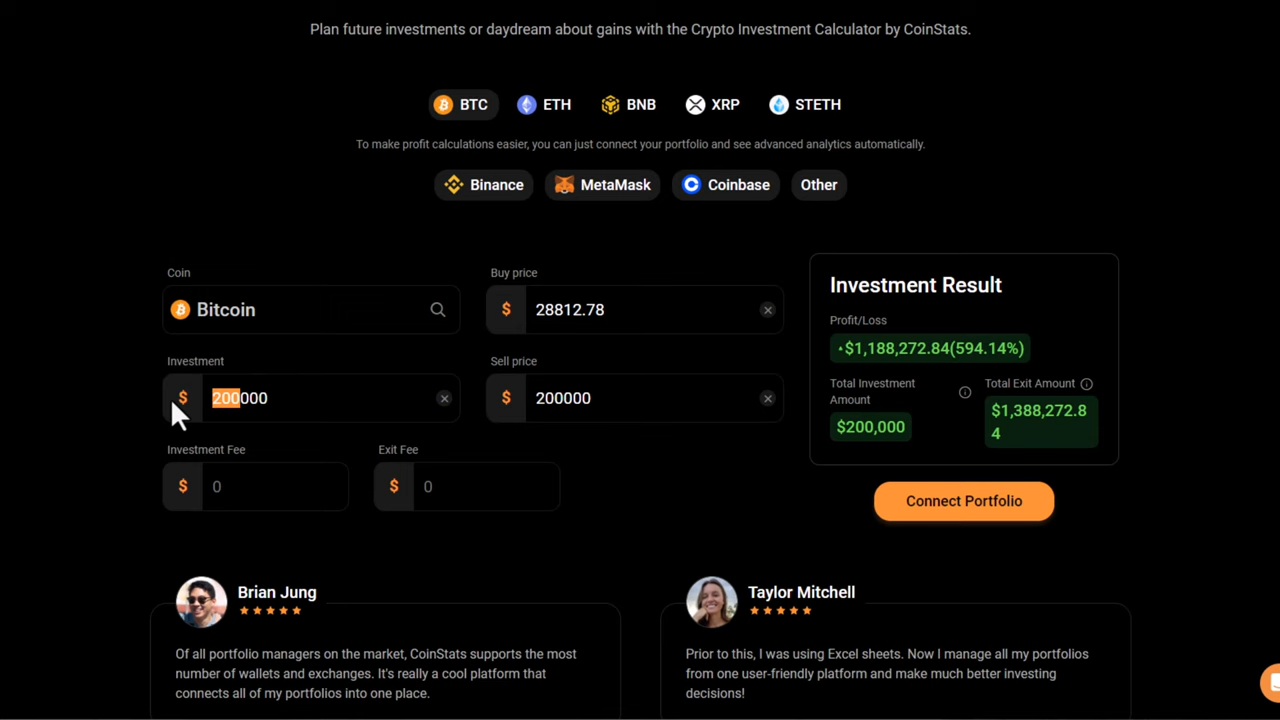 Plan future investments or daydream about gains with the Crypto Investment Calculator by CoinStats.
BTC ETH BNB XRP STETH
To make profit calculations easier, you can just connect your portfolio and see advanced analytics automatically.
Binance MetaMask Coinbase Other
Coin
Bitcoin
Buy price
$ 28812.78
Investment
$ 200000
Sell price
$ 200000
Investment Fee
$ 0
Exit Fee
$ 0
Investment Result
Profit/Loss
$1,188,272.84(594.14%)
Total Investment
Amount
$200,000
Total Exit Amount
$1,388,272.8
4
Connect Portfolio
Brian Jung
Of all portfolio managers on the market, CoinStats supports the most
number of wallets and exchanges. It's really a cool platform that
connects all of my portfolios into one place.
Taylor Mitchell
Prior to this, I was using Excel sheets. Now I manage all my portfolios
from one user-friendly platform and make much better investing
decisions!